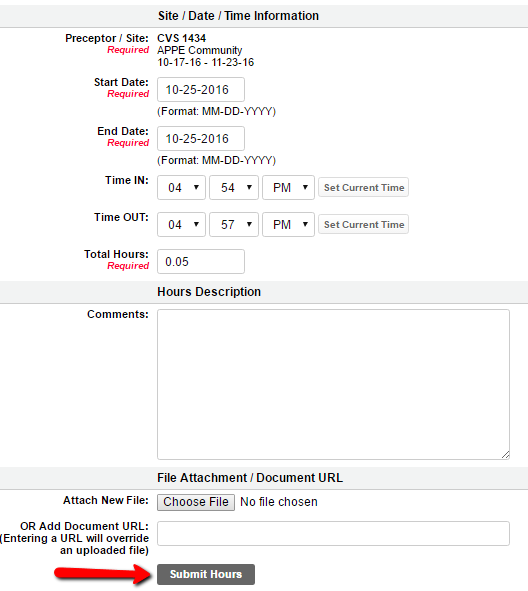 Site / Date / Time Information
Preceptor / Site: CVS 1434
Required APPE Community
10-17-16 - 11-23-16
Start Date: 10-25-2016
Required
(Format: MM-DD-YYYY)
End Date: 10-25-2016
Required
(Format: MM-DD-YYYY)
Time IN: 04 54 PM Set Current Time
Time OUT: 04 57 PM Set Current Time
Total Hours: 0.05
Required
Hours Description
Comments:
File Attachment / Document URL
Attach New File: Choose File No file chosen
OR Add Document URL:
(Entering a URL will override
an uploaded file)
Submit Hours